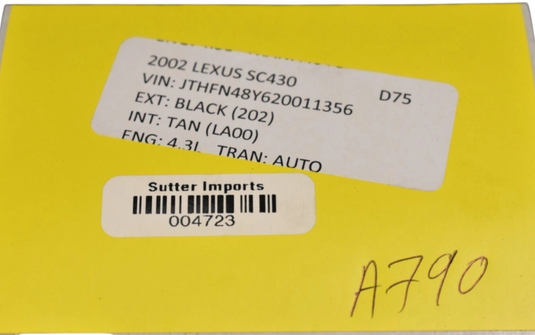 2002 LEXUS SC430
D75
VIN: JTHFN48Y620011356
EXT: BLACK (202)
INT: TAN (LA00)
ENG: 4.3L TRAN: AUTO
Sutter Imports
004723
A790